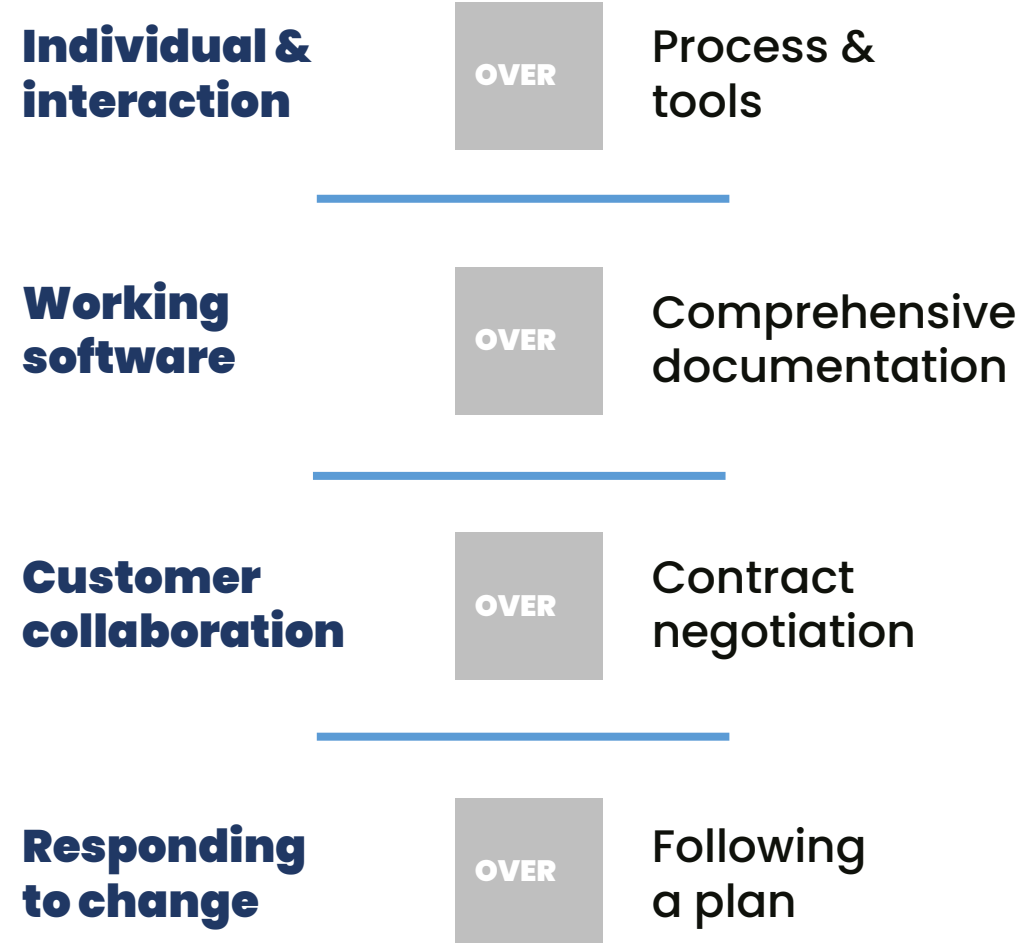 Individual &
interaction
OVER
Process &
tools
Working
software
OVER
Comprehensive
documentation
Customer
collaboration
OVER
Contract
negotiation
Responding
to change
OVER
Following
a plan